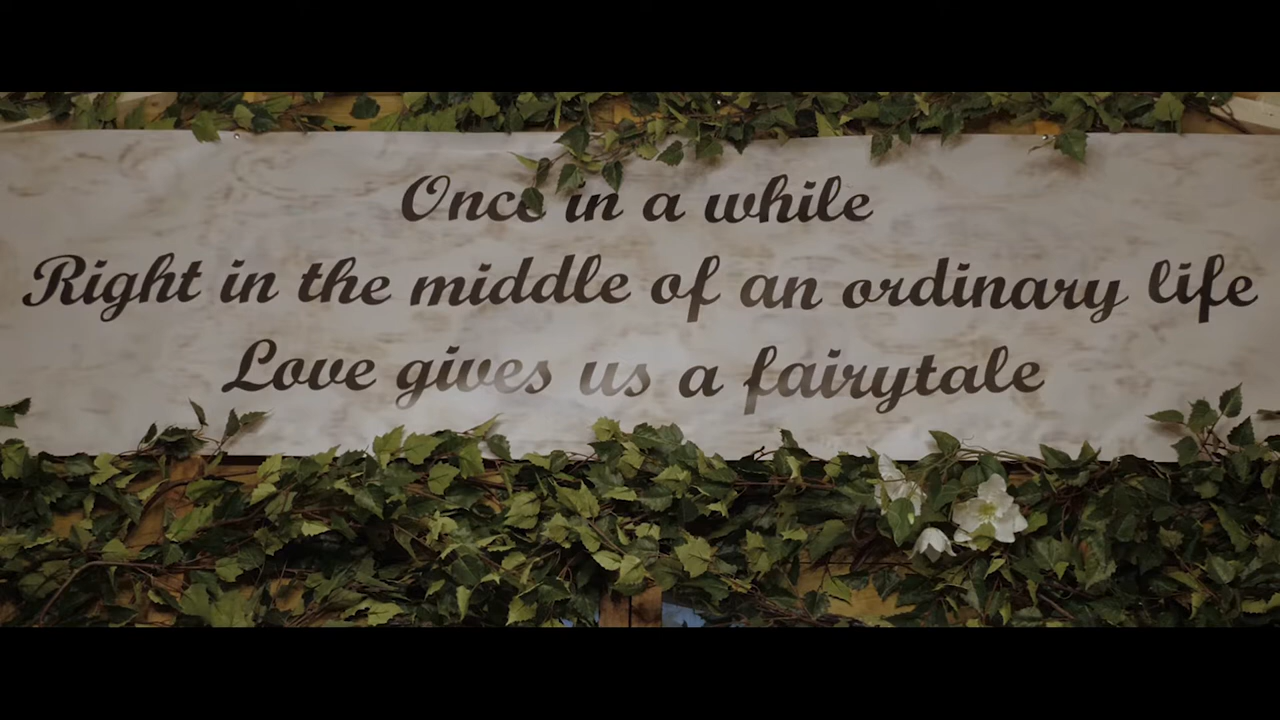 Once in a while
Right in the middle of an ordinary life
Love gives us a fairytale